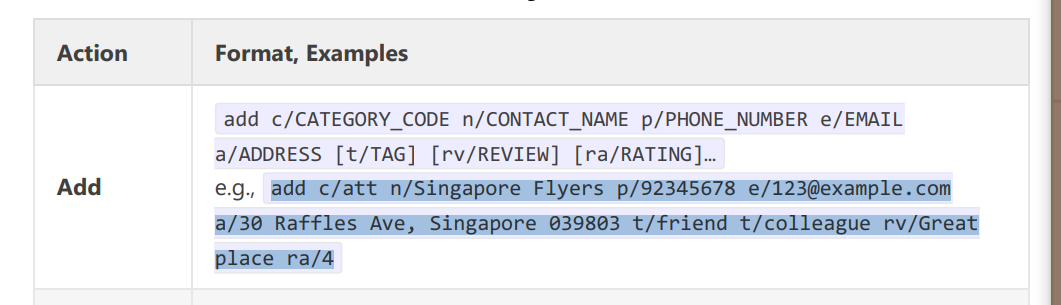 Action
Format, Examples
Add
add c/CATEGORY_CODE n/CONTACT_NAME p/PHONE_NUMBER e/EMAIL
a/ADDRESS [t/TAG] [rv/REVIEW] [ra/RATING]…
e.g., add c/att n/Singapore Flyers p/92345678 e/123@example.com
a/30 Raffles Ave, Singapore 039803 t/friend t/colleague rv/Great
place ra/4